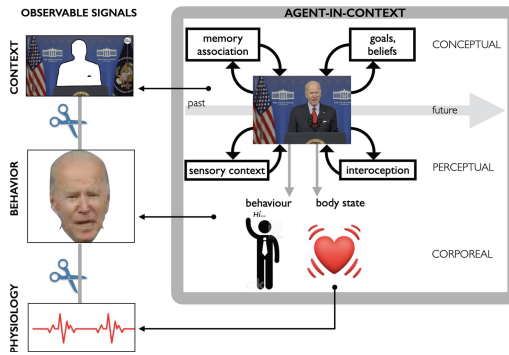 OBSERVABLE SIGNALS
AGENT-IN-CONTEXT
CONTEXT
BEHAVIOR
PHYSIOLOGY
memory
association
goals,
beliefs
CONCEPTUAL
past
future
sensory context
interoception
PERCEPTUAL
behaviour
body state
Hi...
CORPOREAL